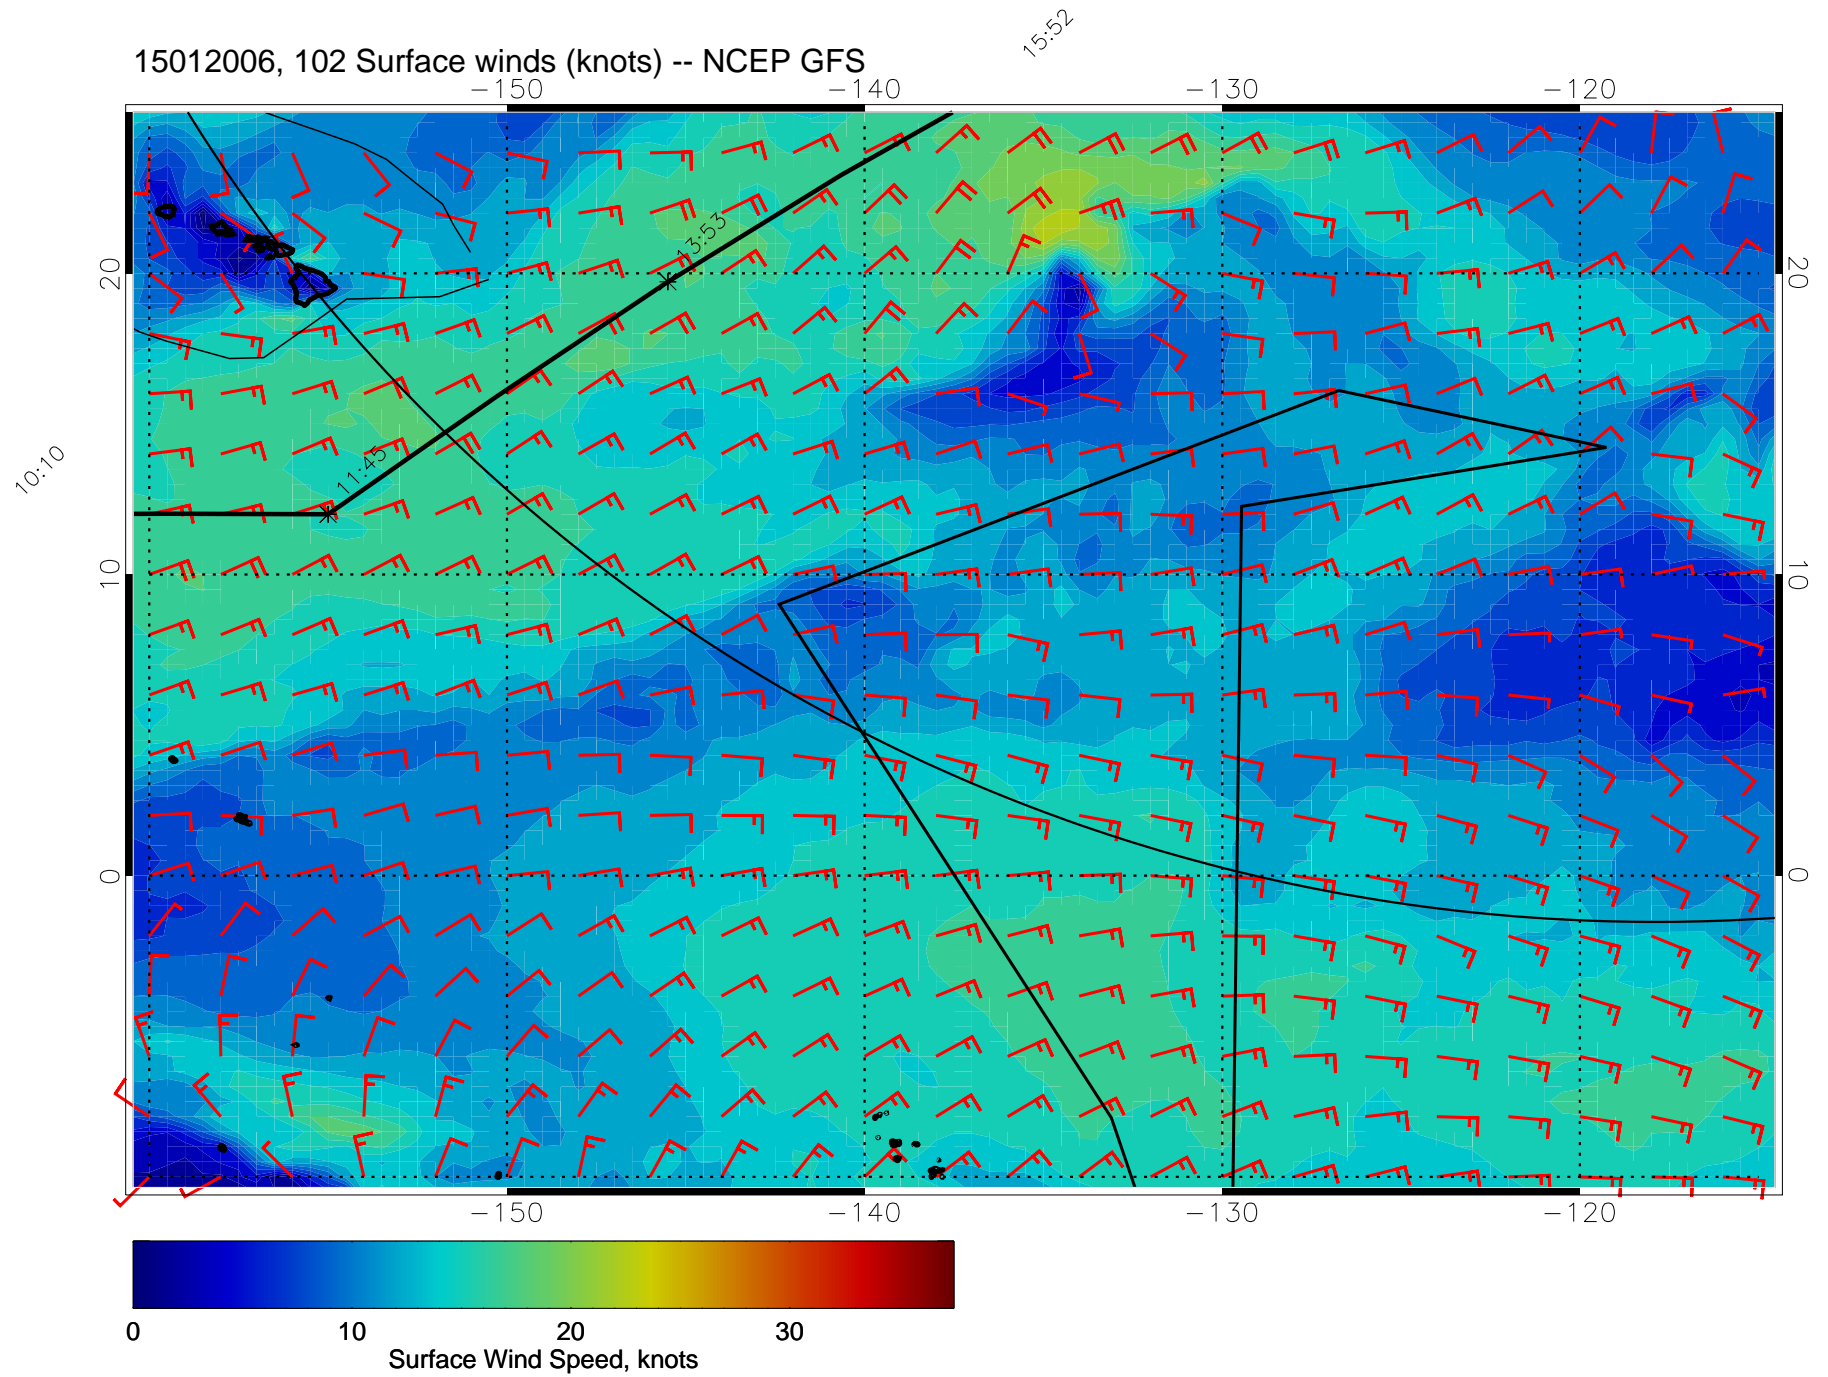 15:52
15012006, 102 Surface winds (knots) -- NCEP GFS
-150 -140 -130 -120
13:53
20 20
10:10
11:45
10 10
0 0
-150 -140 -130 -120
0 10 20 30
Surface Wind Speed, knots